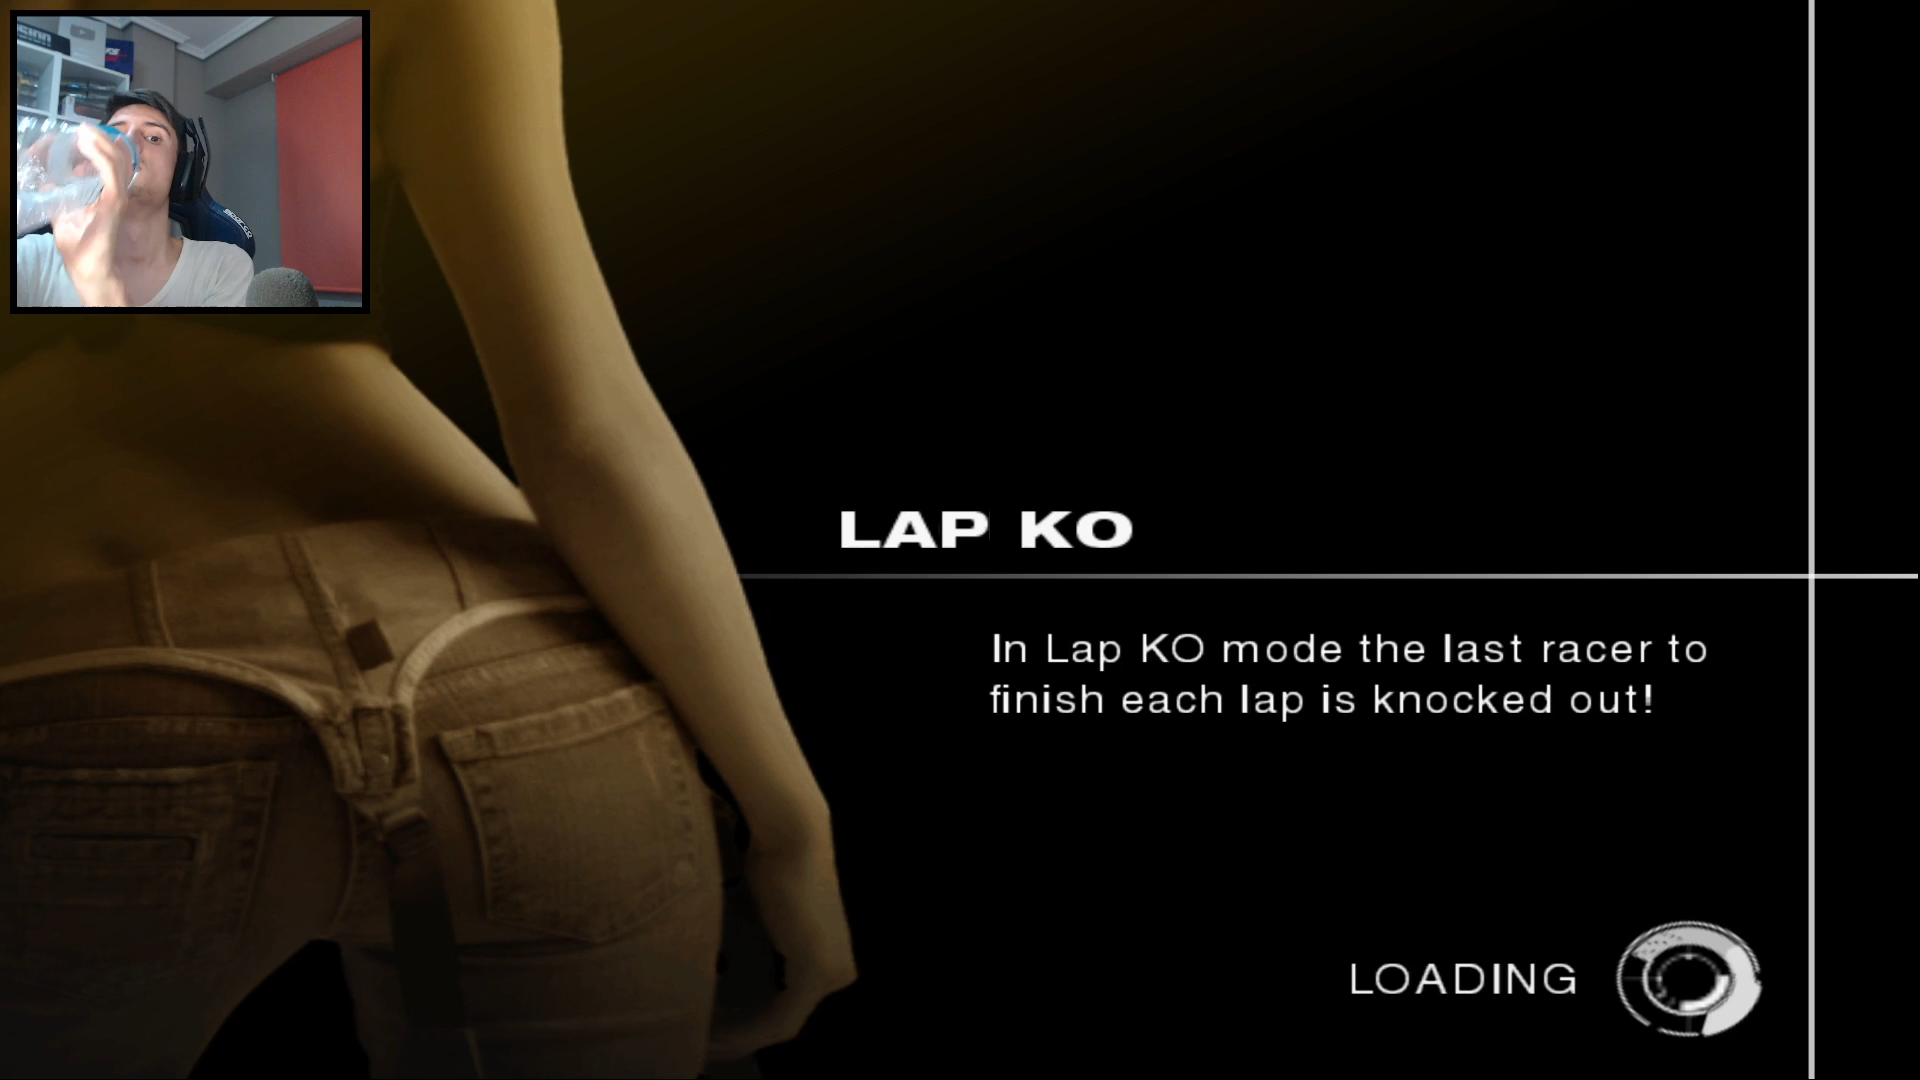 LAP KO
In Lap KO mode the last racer to
finish each lap is knocked out!
LOADING